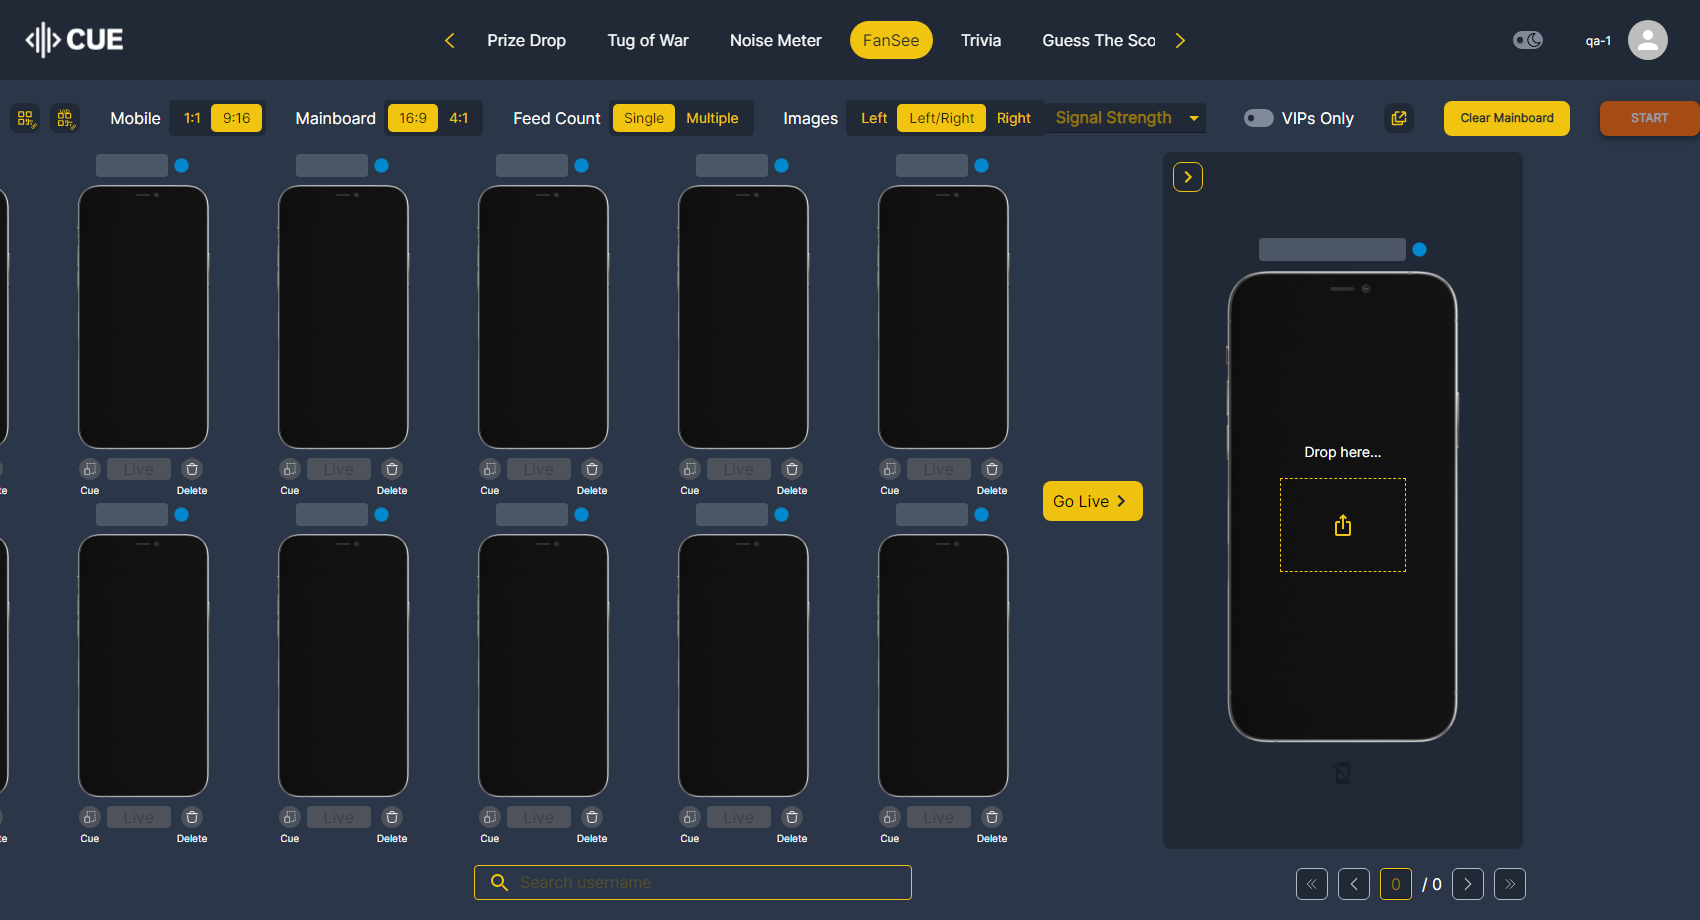 CUE
Prize Drop Tug of War Noise Meter FanSee Trivia Guess The Sco
qa-1
Mobile 1:1 9:16 Mainboard 16:9 4:1 Feed Count Single Multiple Images Left Left/Right Right Signal Strength VIPs Only Clear Mainboard START
Live Live Live Live Live
te Cue Delete Cue Delete Cue Delete Cue Delete Cue Delete
Drop here...
Go Live
Live Live Live Live Live
te Cue Delete Cue Delete Cue Delete Cue Delete Cue Delete
Search username
0 / 0